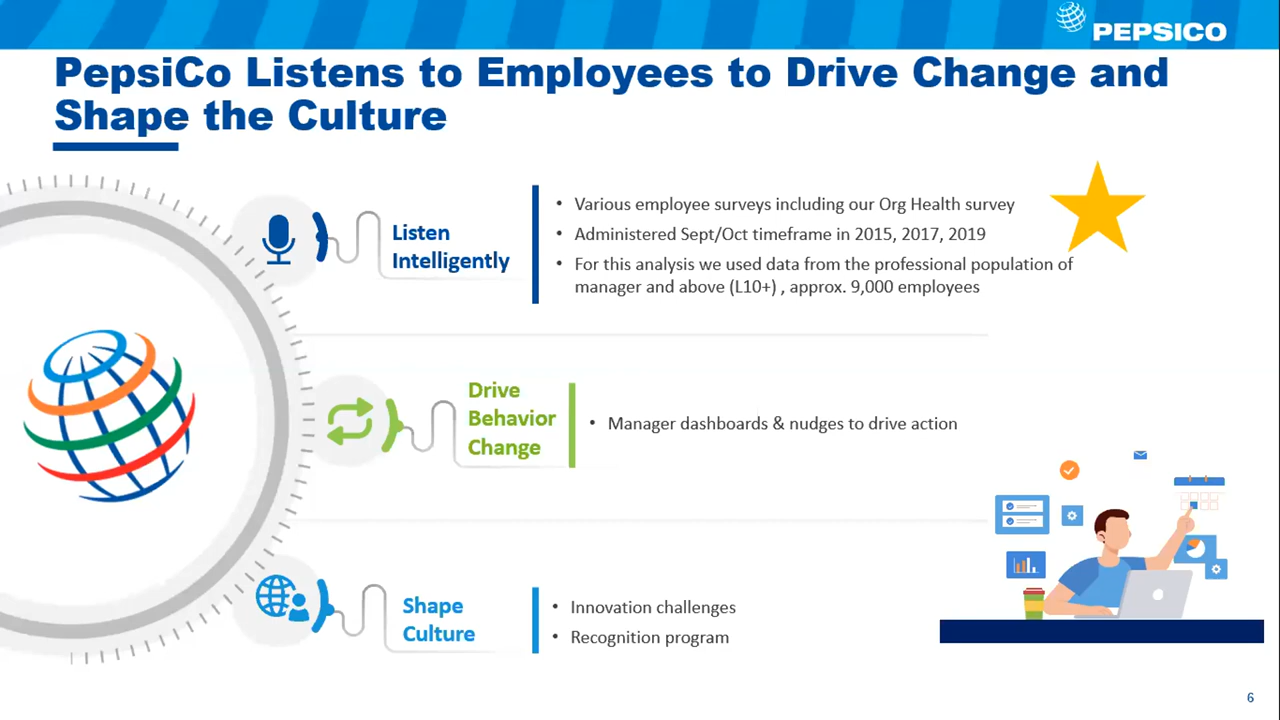 PEPSICO
PepsiCo Listens to Employees to Drive Change and
Shape the Culture
Listen
Intelligently
• Various employee surveys including our Org Health survey
• Administered Sept/Oct timeframe in 2015, 2017, 2019
• For this analysis we used data from the professional population of
manager and above (L10+) , approx. 9,000 employees
Drive
Behavior
Change
• Manager dashboards & nudges to drive action
Shape
Culture
• Innovation challenges
• Recognition program
6